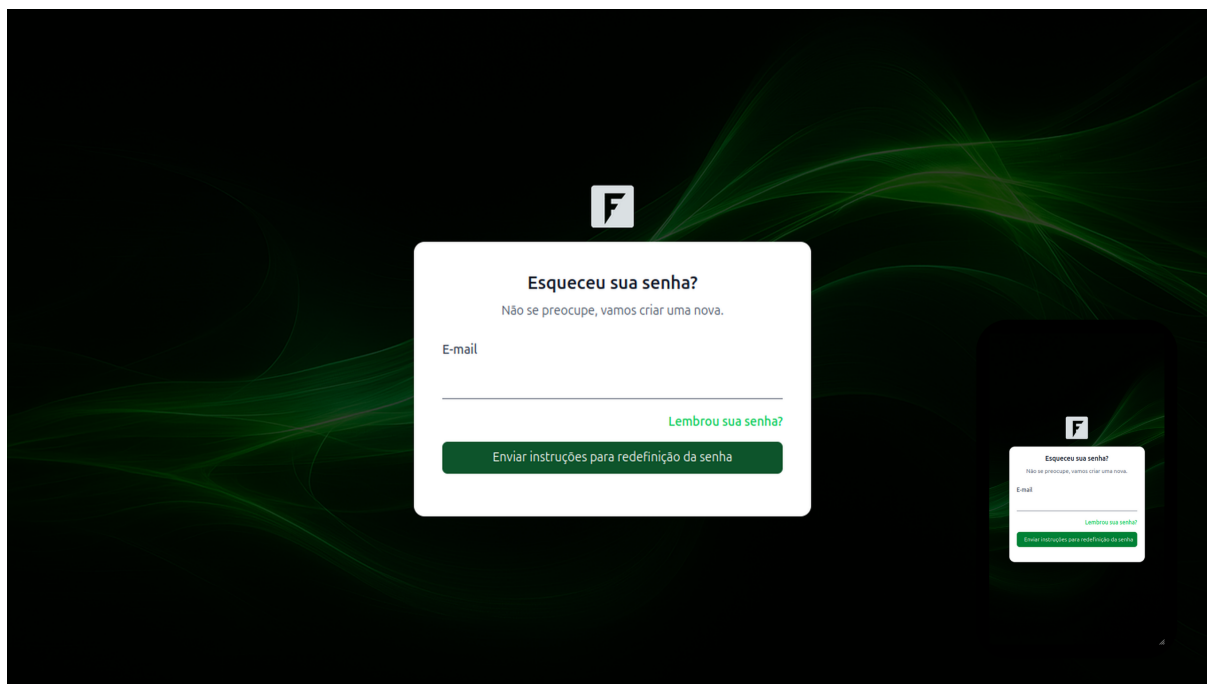 F
Esqueceu sua senha?
Não se preocupe, vamos criar uma nova.
E-mail
Lembrou sua senha?
Enviar instruções para redefinição da senha
F
Esqueceu sua senha?
Não se preocupe, vamos criar uma nova.
E-mail
Lembrou sua senha?
Enviar instruções para redefinição da senha